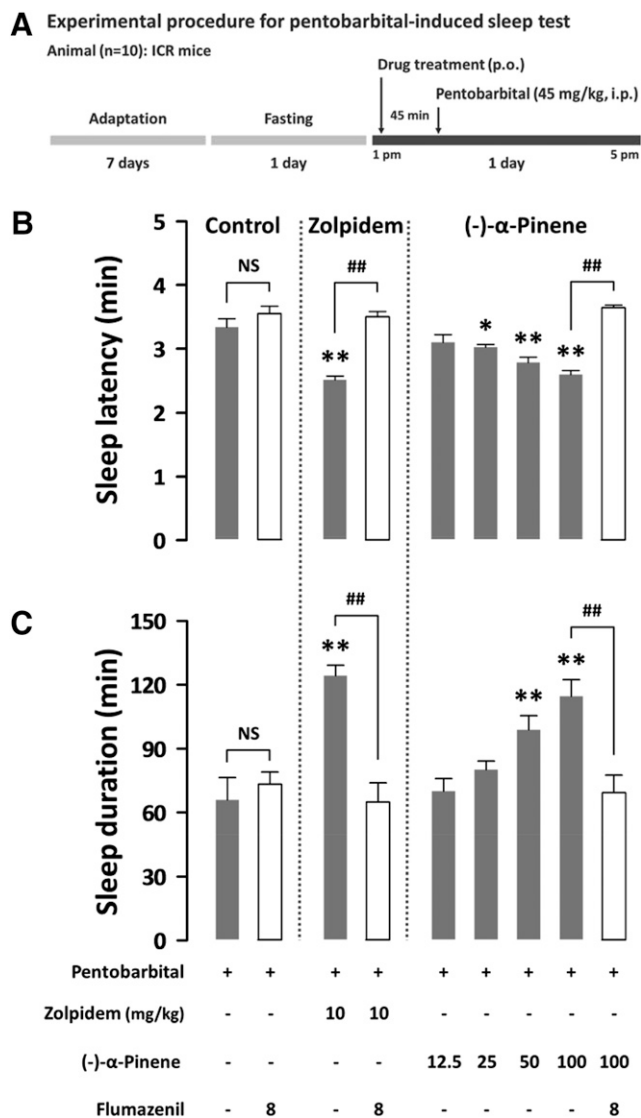 A Experimental procedure for pentobarbital-induced sleep test
Animal (n=10): ICR mice
Drug treatment (p.o.)
Pentobarbital (45 mg/kg, i.p.)
Adaptation Fasting 45 min
1 pm 5 pm
7 days 1 day 1 day
B Control Zolpidem (-)-α-Pinene
Sleep latency (min)
5
4
3
2
1
0
NS ## ##
** * ** **
C
Sleep duration (min)
150
120
90
60
30
0
NS ## ##
** ** **
Pentobarbital + + + + + + + + +
Zolpidem (mg/kg) - - 10 10 - - - - -
(-)-α-Pinene - - - - 12.5 25 50 100 100
Flumazenil - 8 - 8 - - - - 8